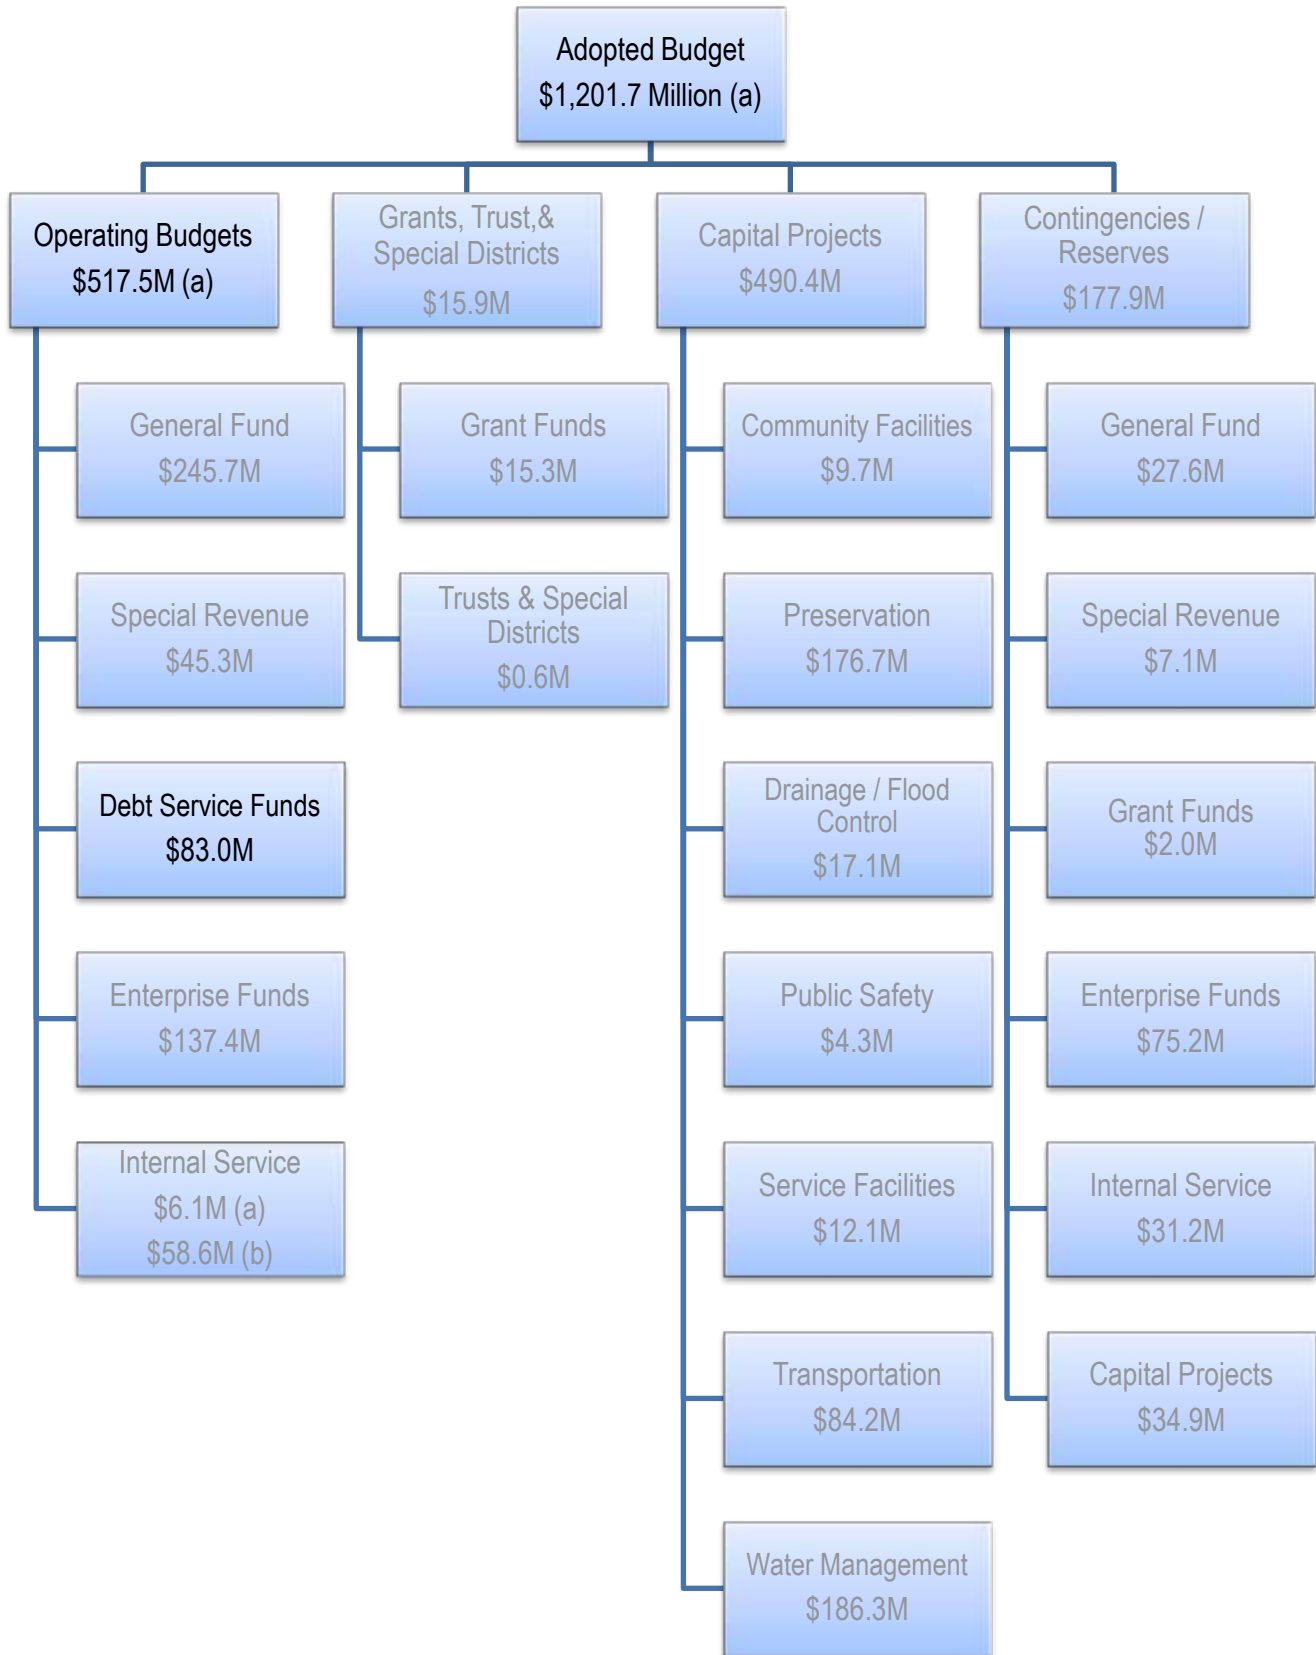 Adopted Budget
$1,201.7 Million (a)
Operating Budgets
$517.5M (a)
General Fund
$245.7M
Special Revenue
$45.3M
Debt Service Funds
$83.0M
Enterprise Funds
$137.4M
Internal Service
$6.1M (a)
$58.6M (b)
Grants, Trust,&
Special Districts
$15.9M
Grant Funds
$15.3M
Trusts & Special
Districts
$0.6M
Capital Projects
$490.4M
Community Facilities
$9.7M
Preservation
$176.7M
Drainage / Flood
Control
$17.1M
Public Safety
$4.3M
Service Facilities
$12.1M
Transportation
$84.2M
Water Management
$186.3M
Contingencies /
Reserves
$177.9M
General Fund
$27.6M
Special Revenue
$7.1M
Grant Funds
$2.0M
Enterprise Funds
$75.2M
Internal Service
$31.2M
Capital Projects
$34.9M